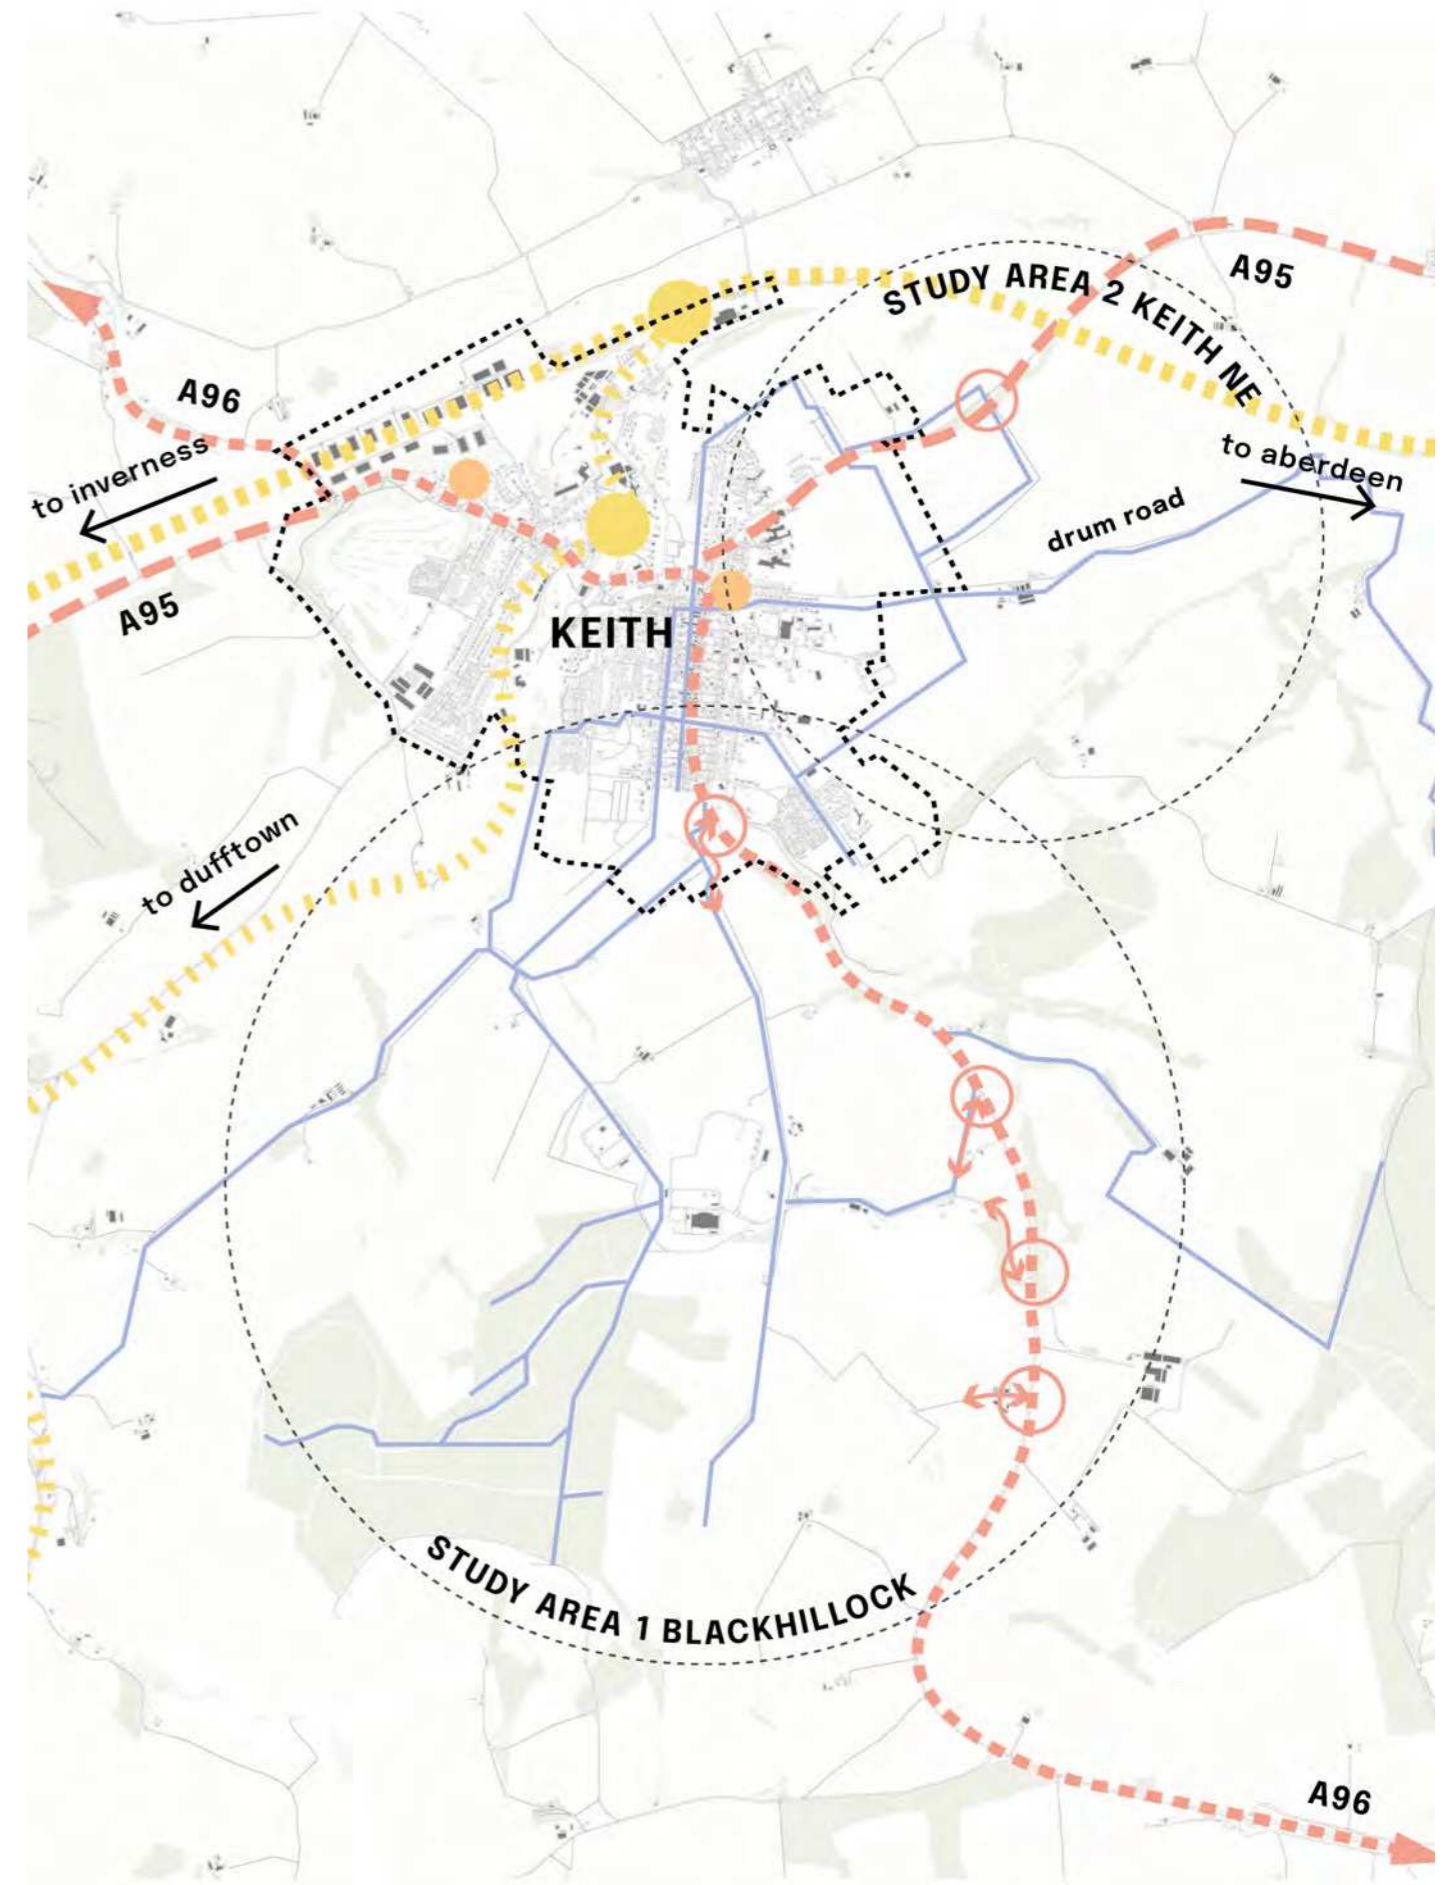 STUDY AREA 2 KEITH NE
A95
A96
to inverness
to aberdeen
drum road
A95
KEITH
to dufftown
STUDY AREA 1 BLACKHILLOCK
A96